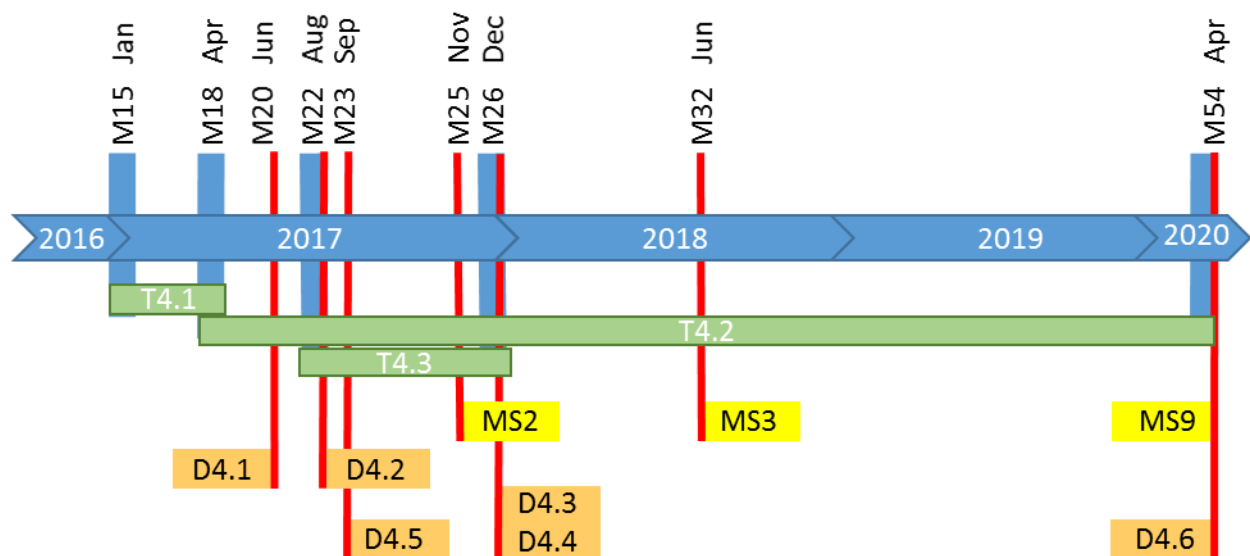 Jan Apr Jun Aug Sep Nov Dec Jun Apr
M15 M18 M20 M22 M23 M25 M26 M32 M54
2016 2017 2018 2019 2020
T4.1
T4.2
T4.3
MS2 MS3 MS9
D4.1 D4.2
D4.3
D4.5 D4.4 D4.6